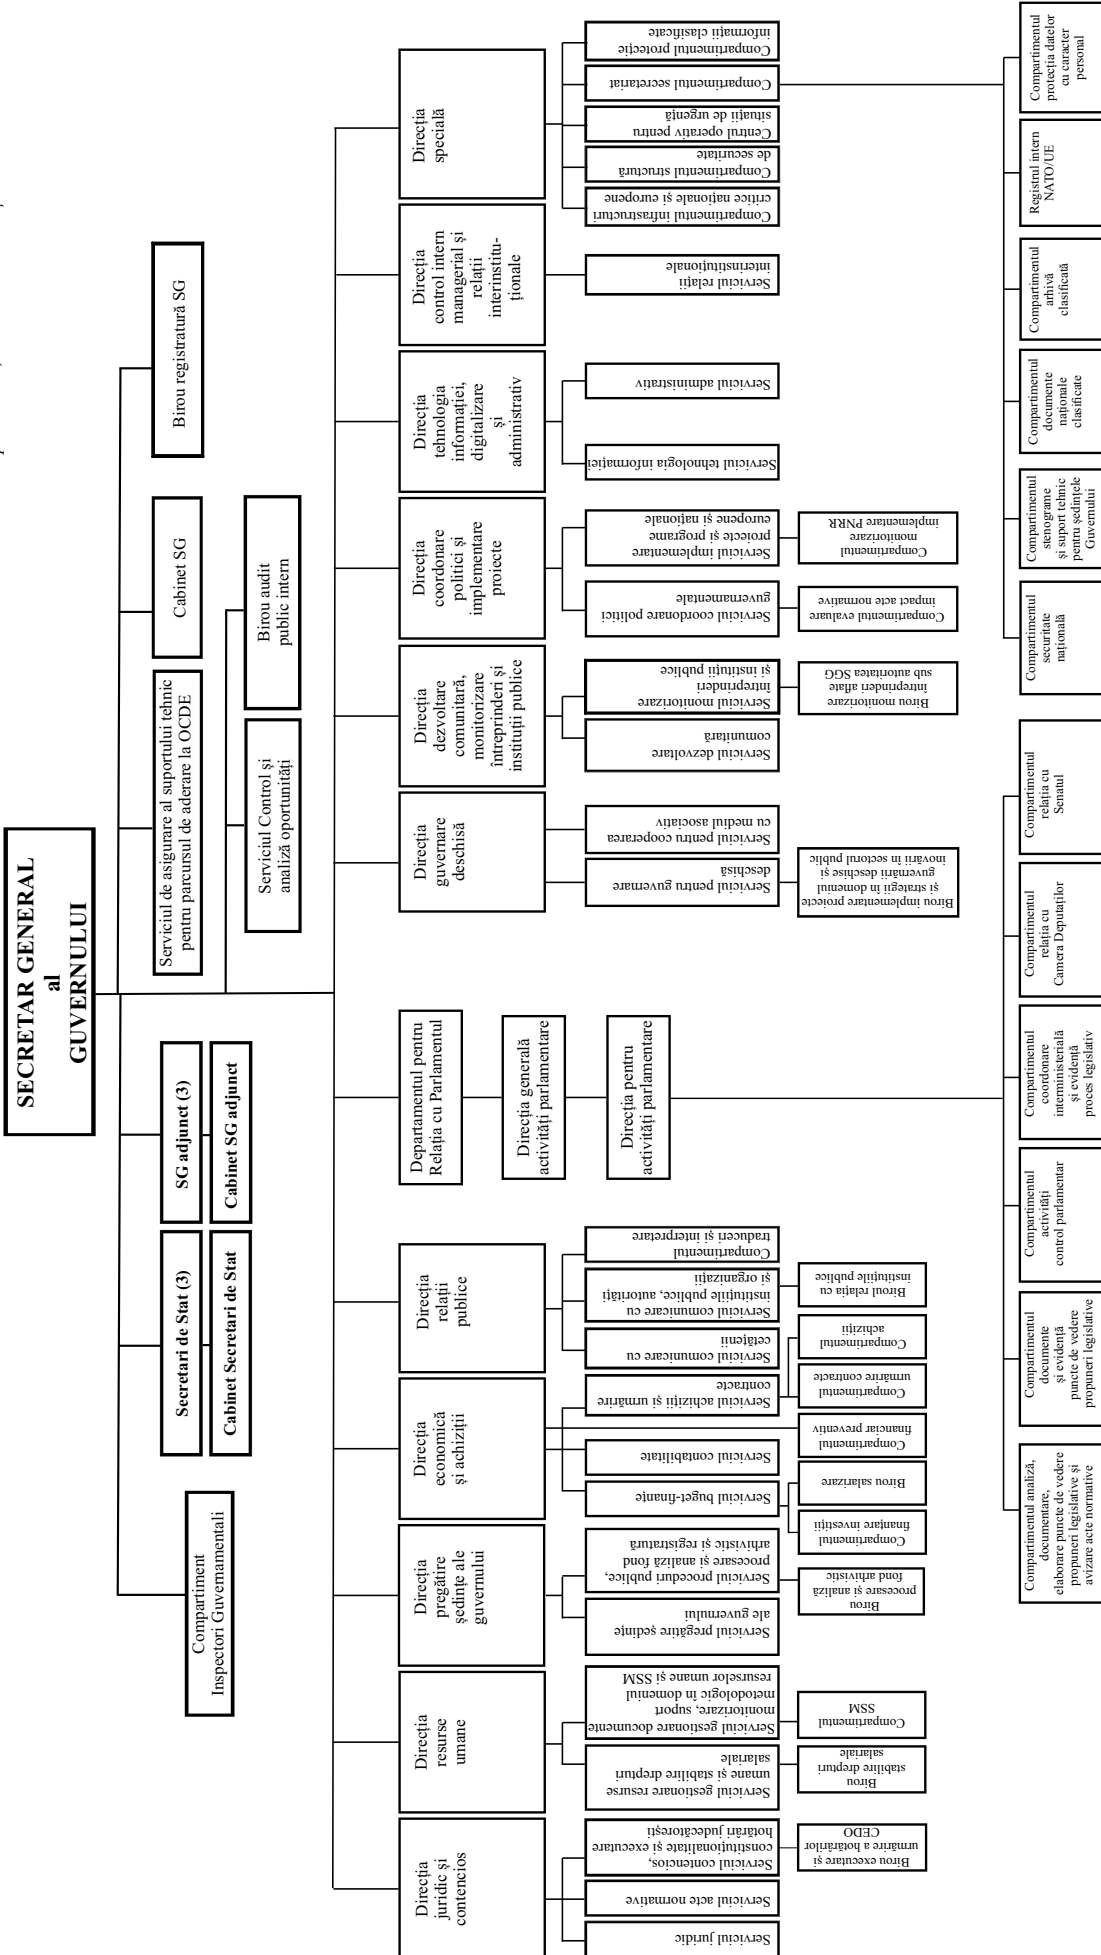 SECRETAR GENERAL
al
GUVERNULUI
Compartiment
Inspectori Guvernamentali
Secretari de Stat (3)
Cabinet Secretari de Stat
SG adjunct (3)
Cabinet SG adjunct
Serviciul de asigurare al suportului tehnic
pentru parcursul de aderare la OCDE
Cabinet SG
Birou registratură SG
Serviciul Control și
analiză oportunități
Birou audit
public intern
Direcția
juridic și
contencios
Direcția
resurse
umane
Direcția
pregătire
ședințe ale
guvernului
Direcția
economică
și achiziții
Direcția
relații
publice
Departamentul pentru
Relația cu Parlamentul
Direcția generală
activități parlamentare
Direcția pentru
activități parlamentare
Direcția
guvernare
deschisă
Direcția
dezvoltare
comunitară,
monitorizare
întreprinderi și
instituții publice
Direcția
coordonare
politici și
implementare
proiecte
Direcția
tehnologia
informației,
digitalizare
și
administrativ
Direcția
control intern
managerial și
relații
interinstitu-
ționale
Direcția
specială
Serviciul juridic
Serviciul acte normative
Serviciul contencios,
constituționalitate și executare
hotărâri judecătorești
Serviciul gestionare resurse
umane și stabilire drepturi
salariale
Serviciul gestionare documente
monitorizare, suport
metodologic în domeniul
resurselor umane și SSM
Serviciul pregătire ședințe
ale guvernului
Serviciul proceduri publice,
procesare și analiză fond
arhivistic și registratură
Serviciul buget-finanțe
Serviciul contabilitate
Serviciul achiziții și urmărire
contracte
Serviciul comunicare cu
cetățenii
Serviciul comunicare cu
instituțiile publice, autorități
și organizații
Compartimentul
traduceri și interpretare
Serviciul pentru guvernare
deschisă
Serviciul pentru cooperarea
cu mediul asociativ
Serviciul dezvoltare
comunitară
Serviciul monitorizare
întreprinderi
și instituții publice
Serviciul coordonare politici
guvernamentale
Serviciul implementare
proiecte și programe
europene și naționale
Serviciul tehnologia informației
Serviciul administrativ
Serviciul relații
interinstituționale
Compartimentul infrastructuri
critice naționale și europene
Compartimentul structură
de securitate
Centrul operativ pentru
situații de urgență
Compartimentul secretariat
Compartimentul protecție
informații clasificate
Birou executare și
urmărire a hotărârilor
CEDO
Birou
stabilire drepturi
salariale
Compartimentul
SSM
Birou
procesare și analiză
fond arhivistic
Compartimentul
finanțare investiții
Birou salarizare
Compartimentul
financiar preventiv
Compartimentul
urmărire contracte
Compartimentul
achiziții
Biroul relația cu
instituțiile publice
Birou implementare proiecte
și strategii în domeniul
guvernării deschise și
inovării în sectorul public
Birou monitorizare
întreprinderi aflate
sub autoritatea SGG
Compartimentul evaluare
impact acte normative
Compartimentul
monitorizare
implementare PNRR
Compartimentul analiză,
documentare,
elaborare puncte de vedere
propuneri legislative și
avizare acte normative
Compartimentul
documente
și evidență
puncte de vedere
propuneri legislative
Compartimentul
activități
control parlamentar
Compartimentul
coordonare
interministerială
și evidență
proces legislativ
Compartimentul
relația cu
Camera Deputaților
Compartimentul
relația cu
Senatul
Compartimentul
securitate
națională
Compartimentul
stenograme
și suport tehnic
pentru ședințele
Guvernului
Compartimentul
documente
naționale
clasificate
Compartimentul
arhivă
clasificată
Registrul intern
NATO/UE
Compartimentul
protecția datelor
cu caracter
personal